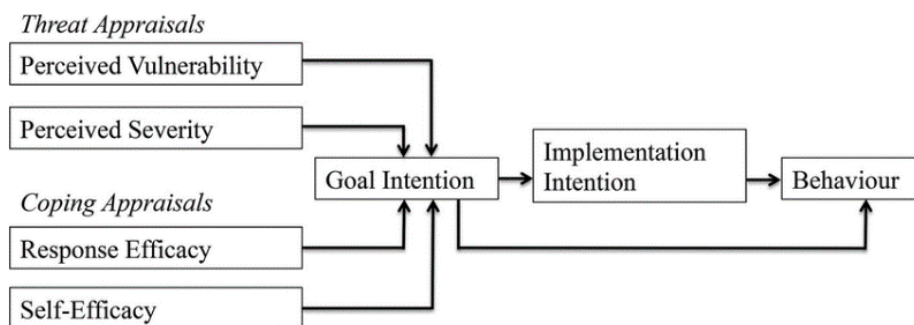 Threat Appraisals
Perceived Vulnerability
Perceived Severity
Goal Intention
Implementation
Intention
Behaviour
Coping Appraisals
Response Efficacy
Self-Efficacy